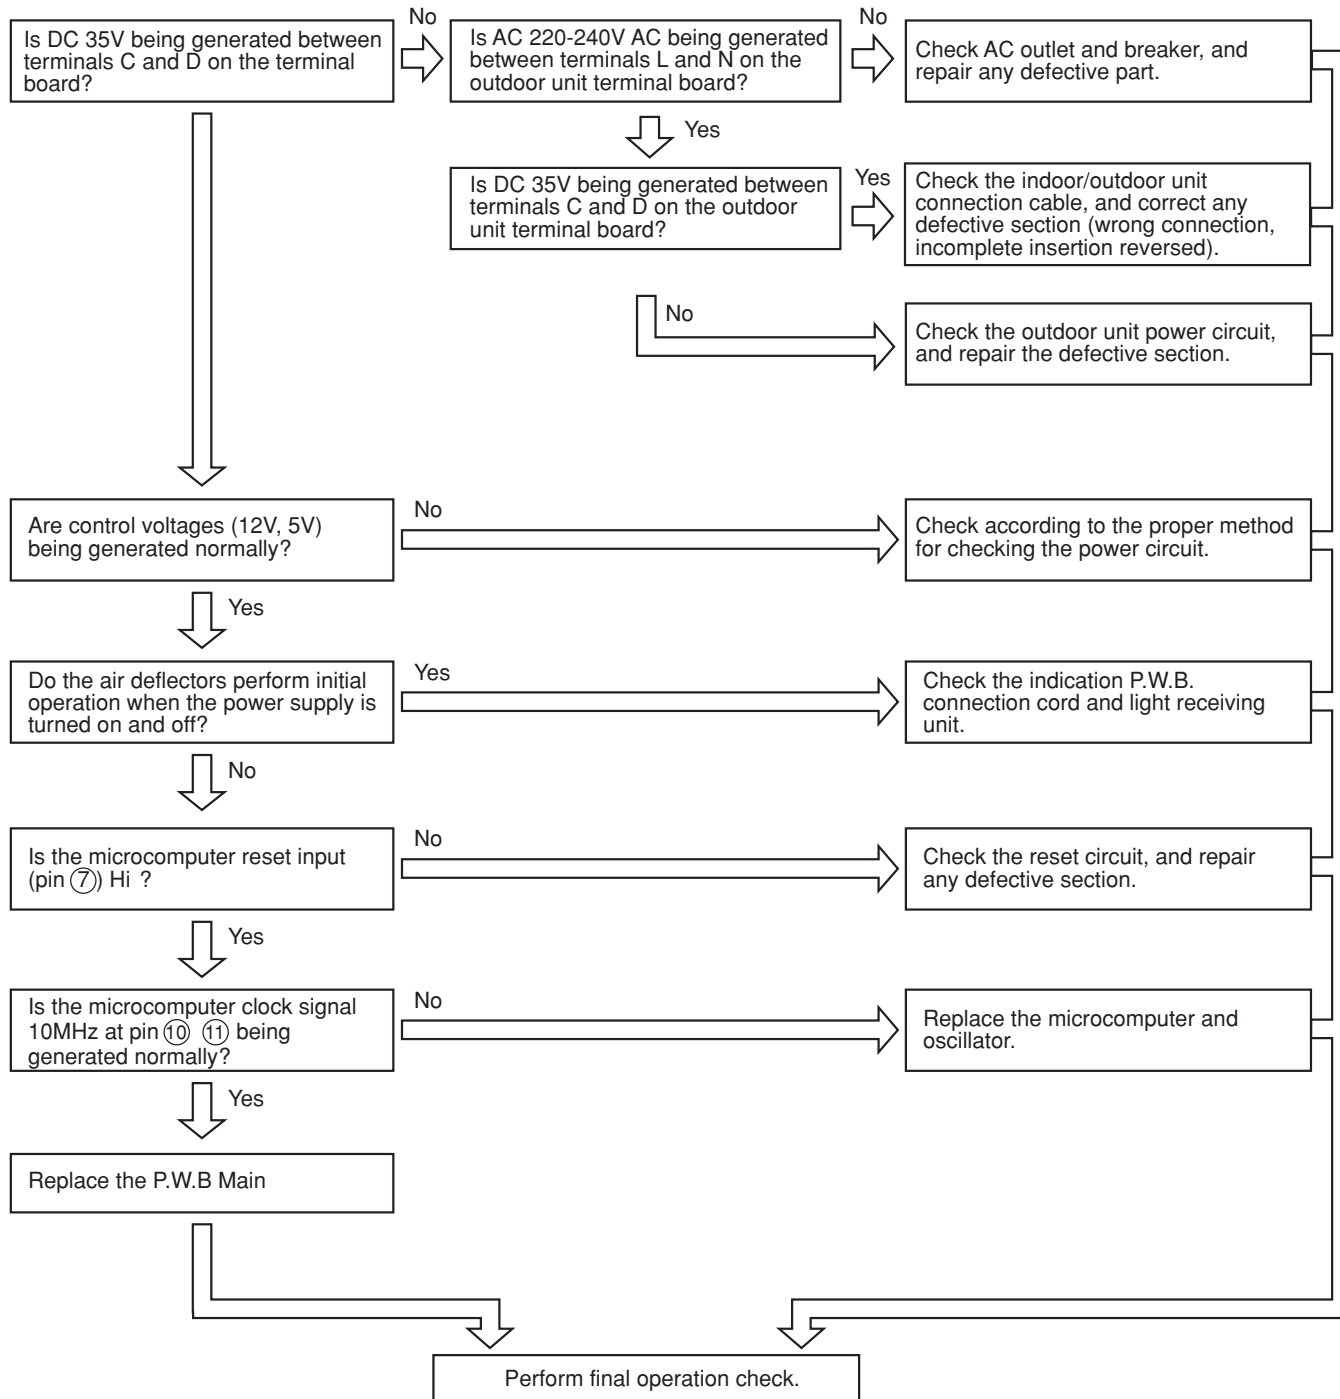 No
No
Is DC 35V being generated between
terminals C and D on the terminal
board?
Is AC 220-240V AC being generated
between terminals L and N on the
outdoor unit terminal board?
Check AC outlet and breaker, and
repair any defective part.
Yes
Is DC 35V being generated between
terminals C and D on the outdoor
unit terminal board?
Yes
Check the indoor/outdoor unit
connection cable, and correct any
defective section (wrong connection,
incomplete insertion reversed).
No
Check the outdoor unit power circuit,
and repair the defective section.
Are control voltages (12V, 5V)
being generated normally?
No
Check according to the proper method
for checking the power circuit.
Yes
Do the air deflectors perform initial
operation when the power supply is
turned on and off?
Yes
Check the indication P.W.B.
connection cord and light receiving
unit.
No
Is the microcomputer reset input
(pin ⑦) Hi ?
No
Check the reset circuit, and repair
any defective section.
Yes
Is the microcomputer clock signal
10MHz at pin ⑩ ⑪ being
generated normally?
No
Replace the microcomputer and
oscillator.
Yes
Replace the P.W.B Main
Perform final operation check.